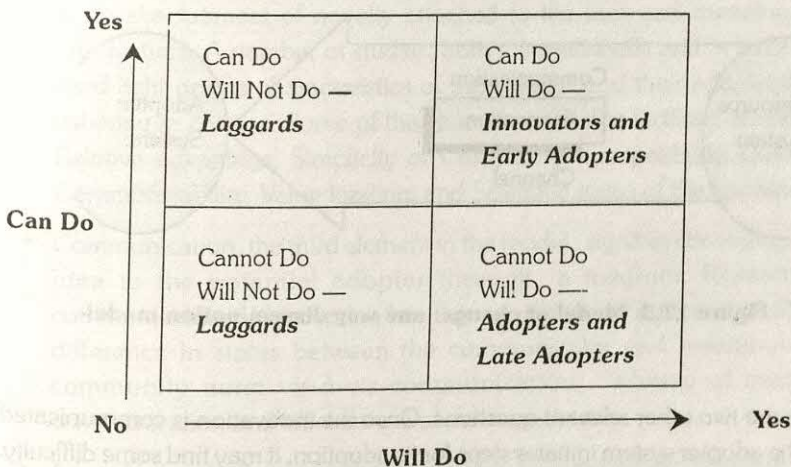 Yes
Can Do
Will Not Do —
Laggards
Can Do
Will Do —
Innovators and
Early Adopters
Can Do
Cannot Do
Will Not Do —
Laggards
Cannot Do
Will Do —
Adopters and
Late Adopters
No
Yes
Will Do